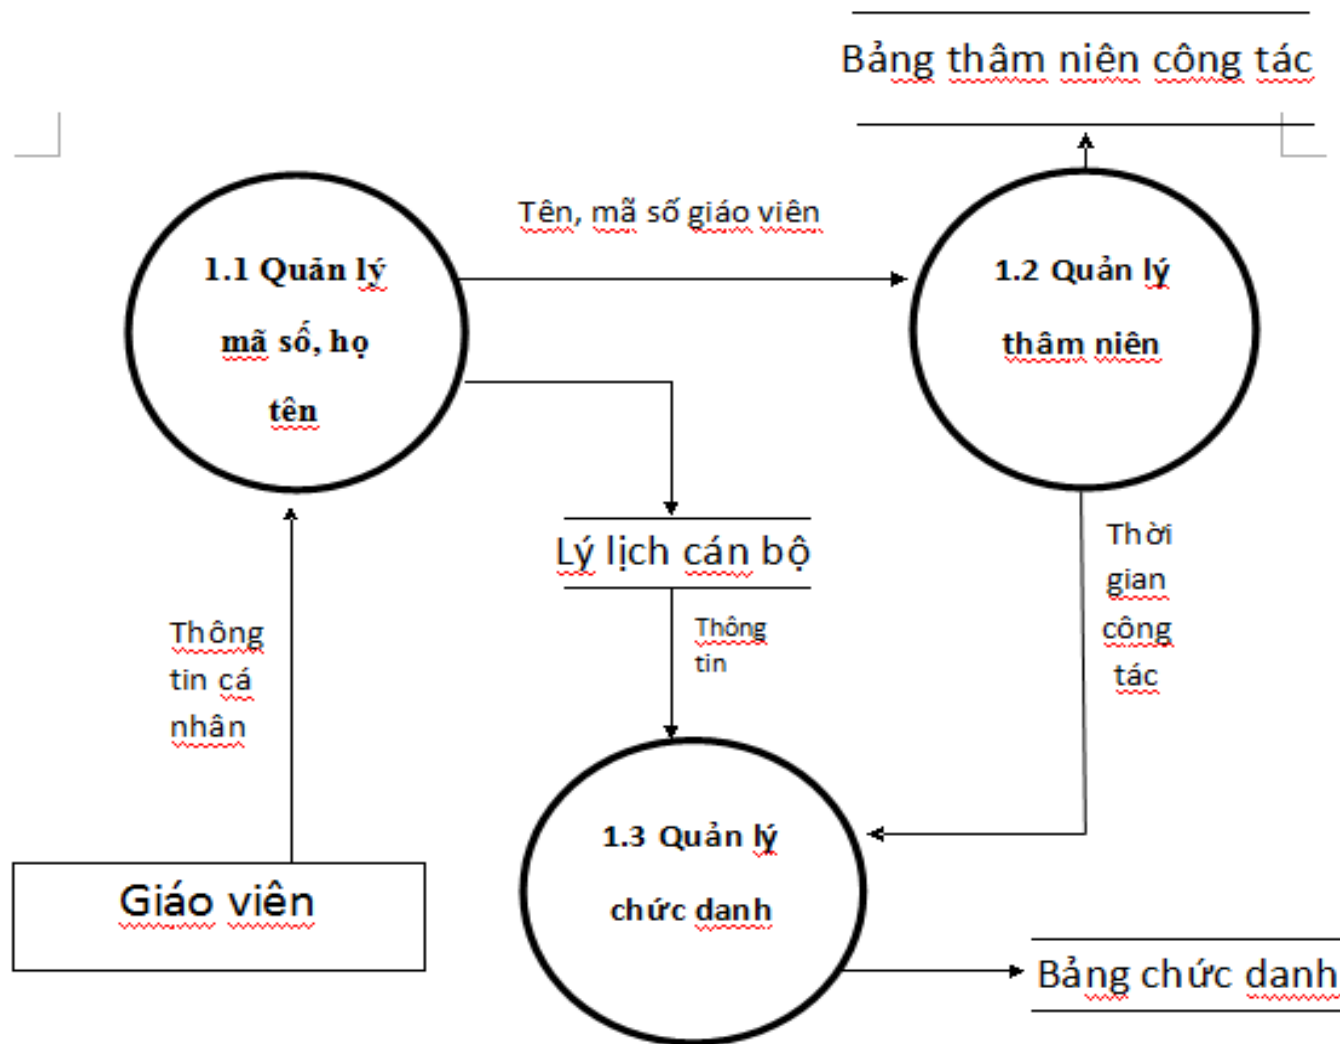 Bảng thâm niên công tác
Tên, mã số giáo viên
1.1 Quản lý
mã số, họ
tên
1.2 Quản lý
thâm niên
Lý lịch cán bộ
Thời
gian
công
tác
Thông
tin cá
nhân
Thông
tin
1.3 Quản lý
chức danh
Giáo viên
Bảng chức danh